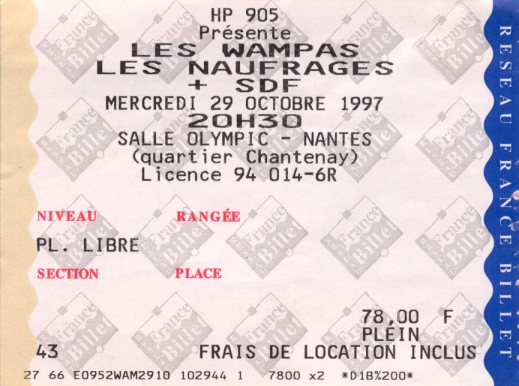 HP 905
Présente
LES WAMPAS
LES NAUFRAGES
+ SDF
MERCREDI 29 OCTOBRE 1997
20H30
SALLE OLYMPIC - NANTES
(quartier Chantenay)
Licence 94 014-6R
NIVEAU RANGÉE
PL. LIBRE
SECTION PLACE
78,00 F
PLEIN
43 FRAIS DE LOCATION INCLUS
27 66 E0952WAM2910 102944 1 7800 x2 *D1B%200*
RESEAU FRANCE BILLET
France Billet